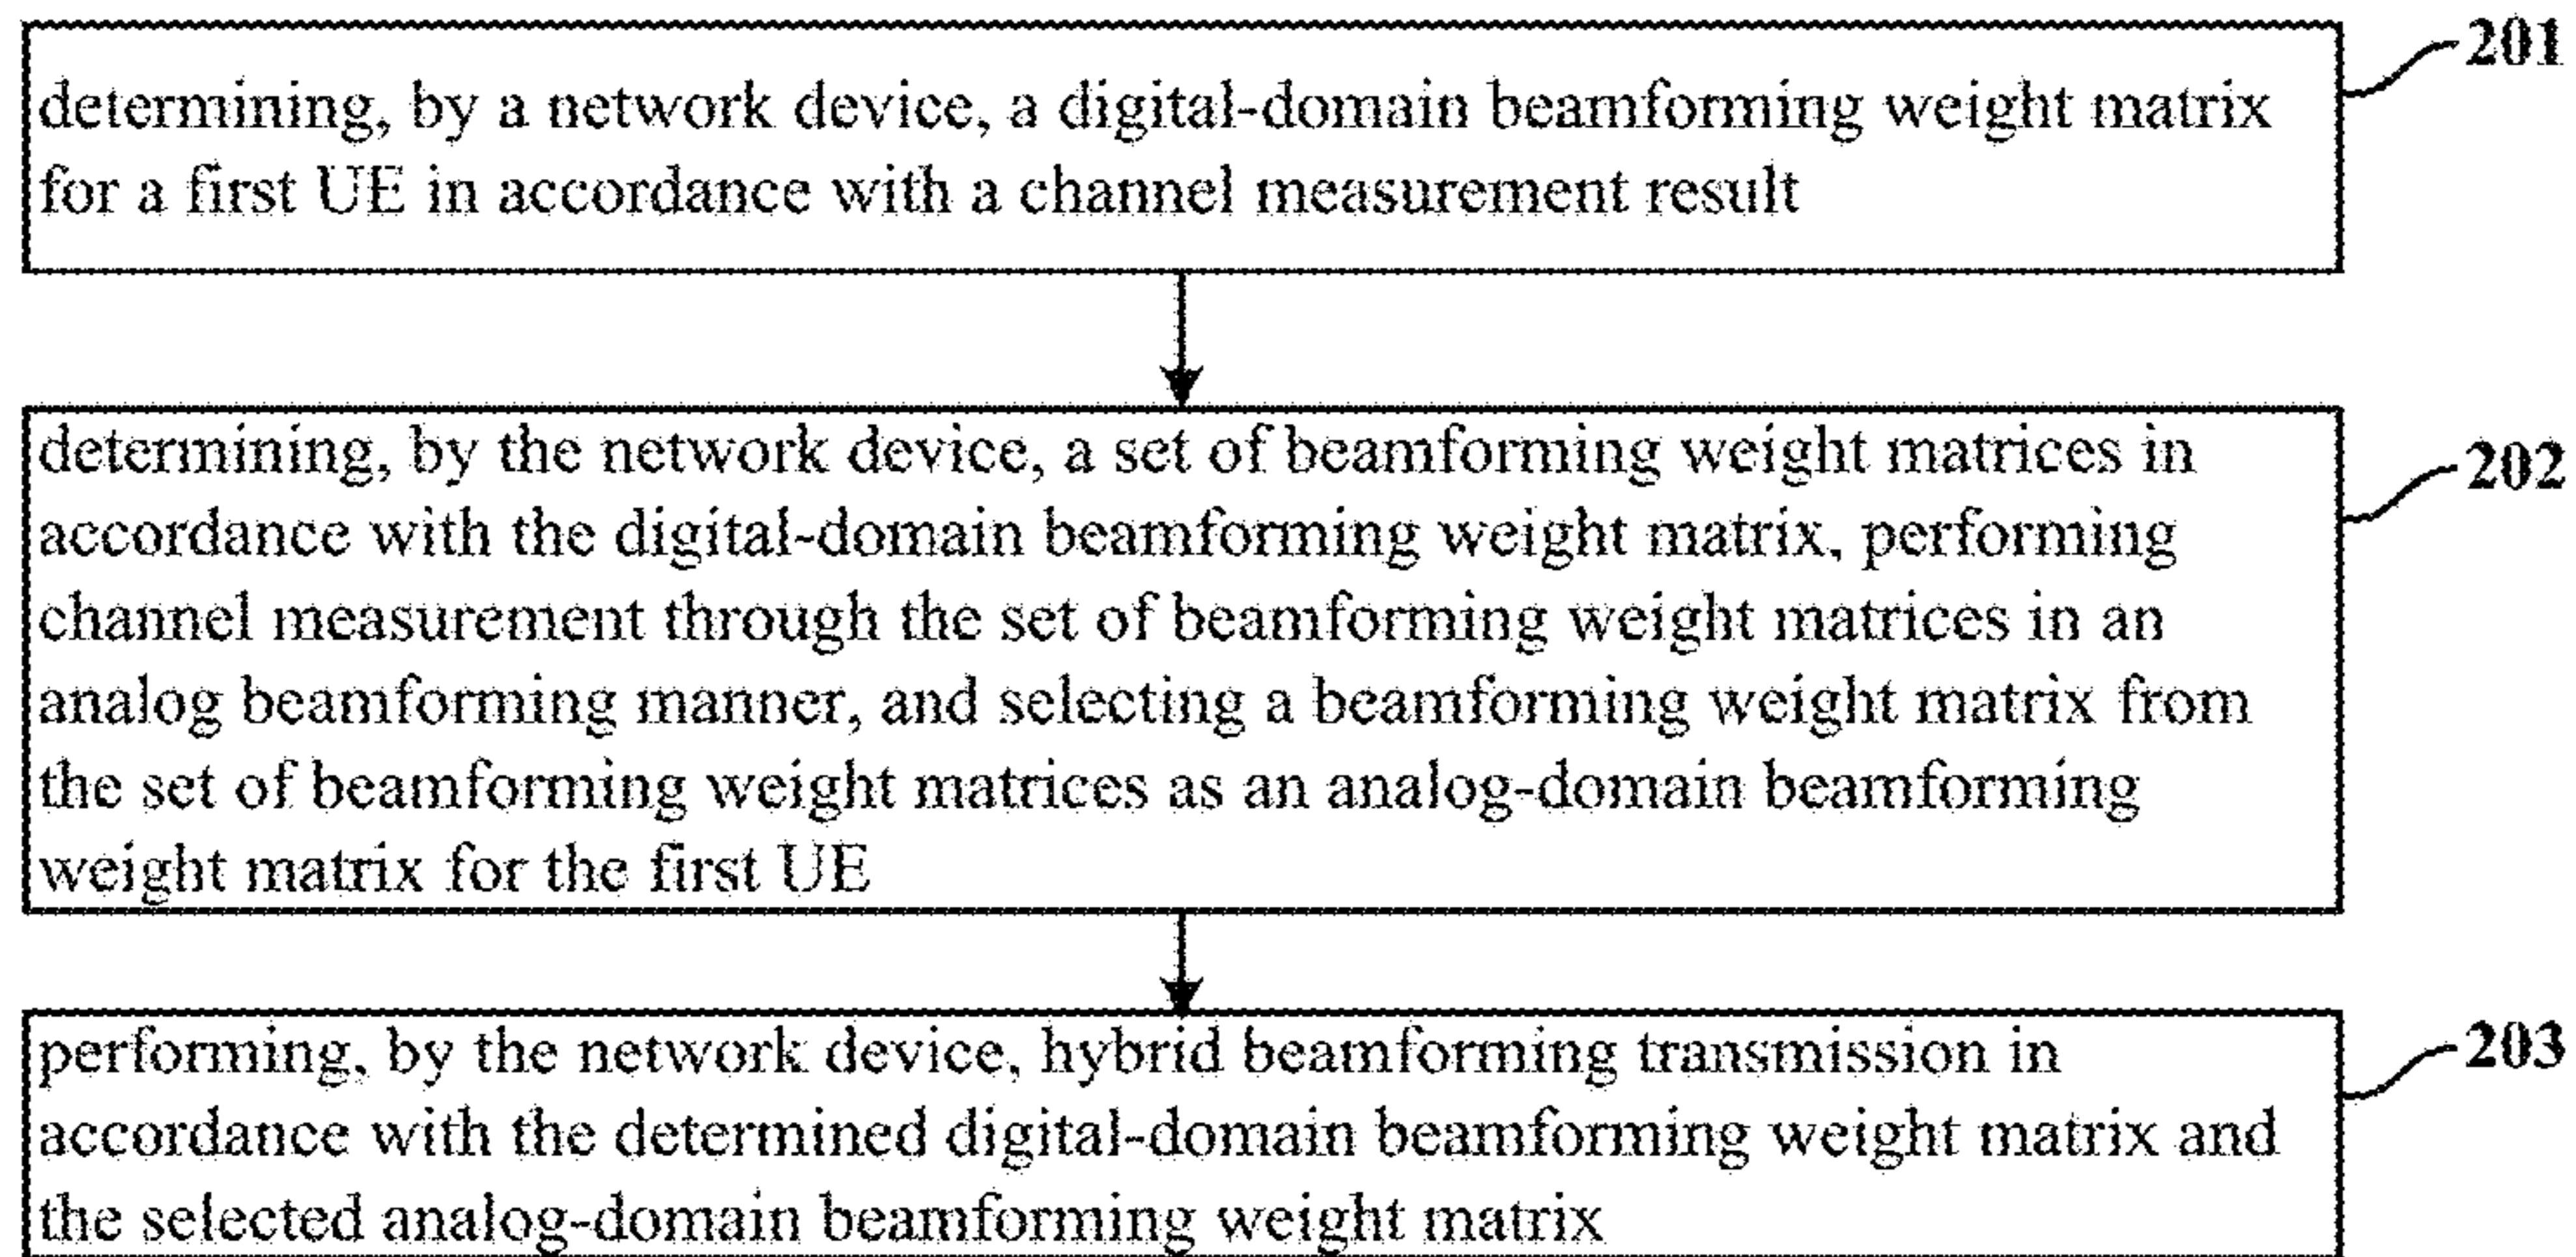 201
determining, by a network device, a digital-domain beamforming weight matrix
for a first UE in accordance with a channel measurement result
202
determining, by the network device, a set of beamforming weight matrices in
accordance with the digital-domain beamforming weight matrix, performing
channel measurement through the set of beamforming weight matrices in an
analog beamforming manner, and selecting a beamforming weight matrix from
the set of beamforming weight matrices as an analog-domain beamforming
weight matrix for the first UE
203
performing, by the network device, hybrid beamforming transmission in
accordance with the determined digital-domain beamforming weight matrix and
the selected analog-domain beamforming weight matrix